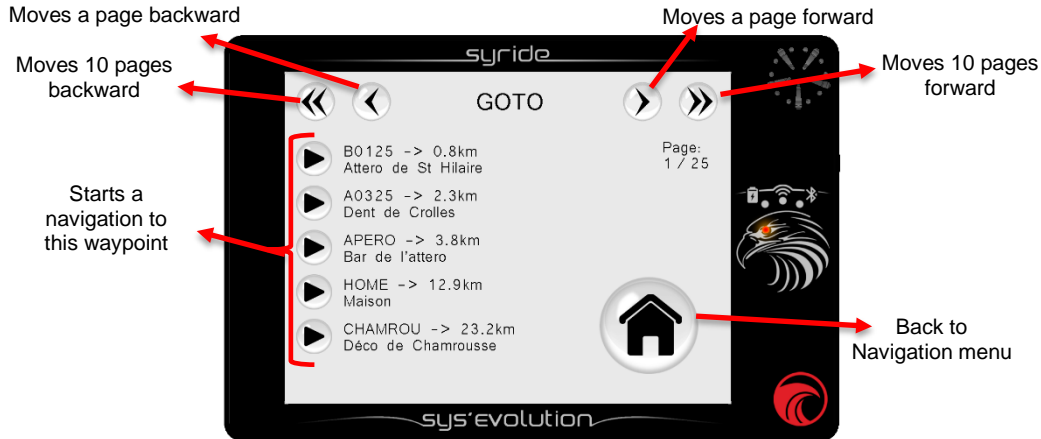 Moves a page backward
Moves a page forward
Moves 10 pages
backward
Moves 10 pages
forward
syride
GOTO
Page:
1 / 25
B0125 -> 0.8km
Attero de St Hilaire
A0325 -> 2.3km
Dent de Crolles
APERO -> 3.8km
Bar de l'attero
HOME -> 12.9km
Maison
CHAMROU -> 23.2km
Déco de Chamrousse
Starts a
navigation to
this waypoint
Back to
Navigation menu
sys'evolution